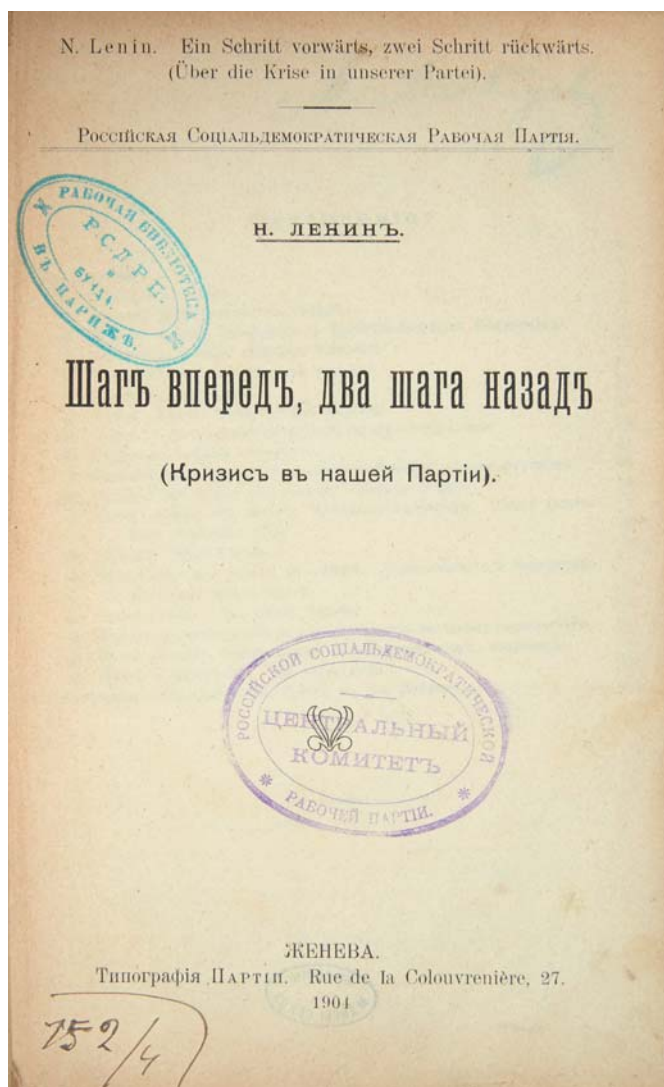 N. Lenin. Ein Schritt vorwärts, zwei Schritt rückwärts.
(Über die Krise in unserer Partei).
Россійская Соціальдемократическая Рабочая Партія.
РАБОЧАЯ БИБЛІОТЕКА
Р.С.Д.Р.П.
и
БУНДА.
ВЪ ПАРИЖѢ.
Н. ЛЕНИНЪ.
Шагъ впередъ, два шага назадъ
(Кризисъ въ нашей Партіи).
РОССІЙСКОЙ СОЦІАЛЬДЕМОКРАТИЧЕСКОЙ
ЦЕНТРАЛЬНЫЙ
КОМИТЕТЪ
РАБОЧЕЙ ПАРТІИ.
ЖЕНЕВА.
Типографія Партіи. Rue de la Colouvrenière, 27.
1904
152/4